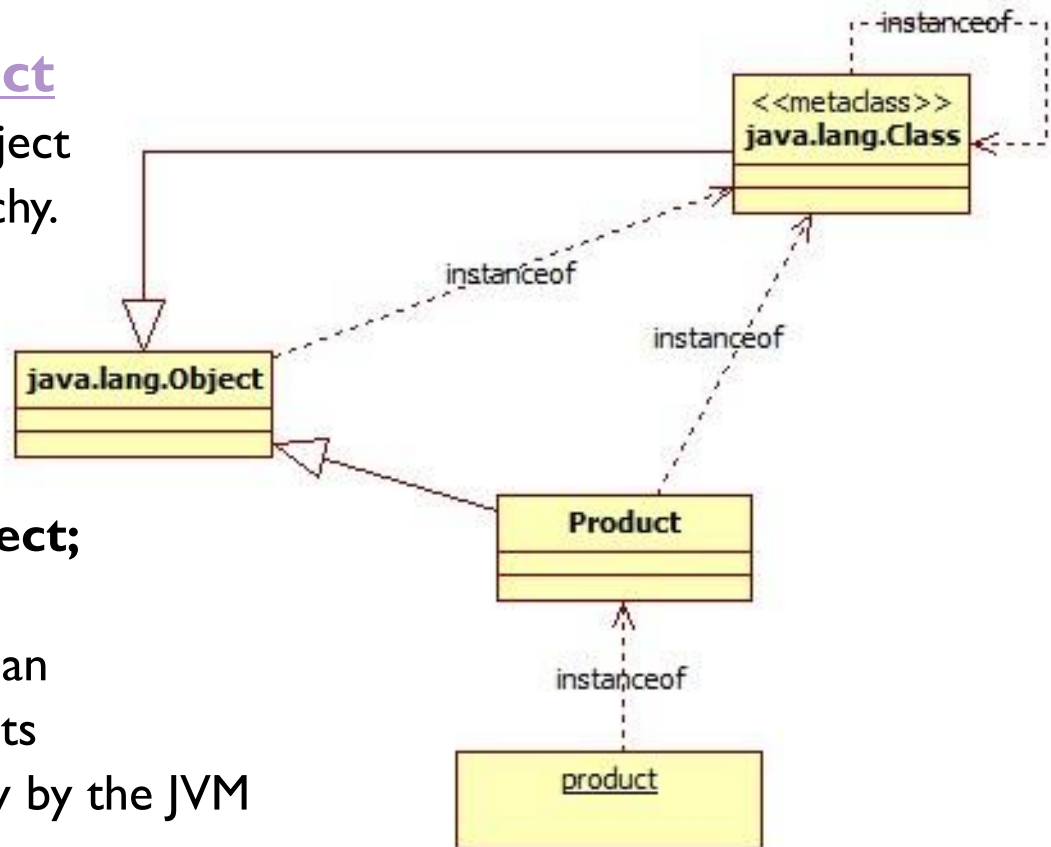 instanceof
ct
<<metaclass>>
java.lang.Class
ject
chy.
instanceof
instanceof
java.lang.Object
Product
ect;
an
instanceof
ts
product
y by the JVM